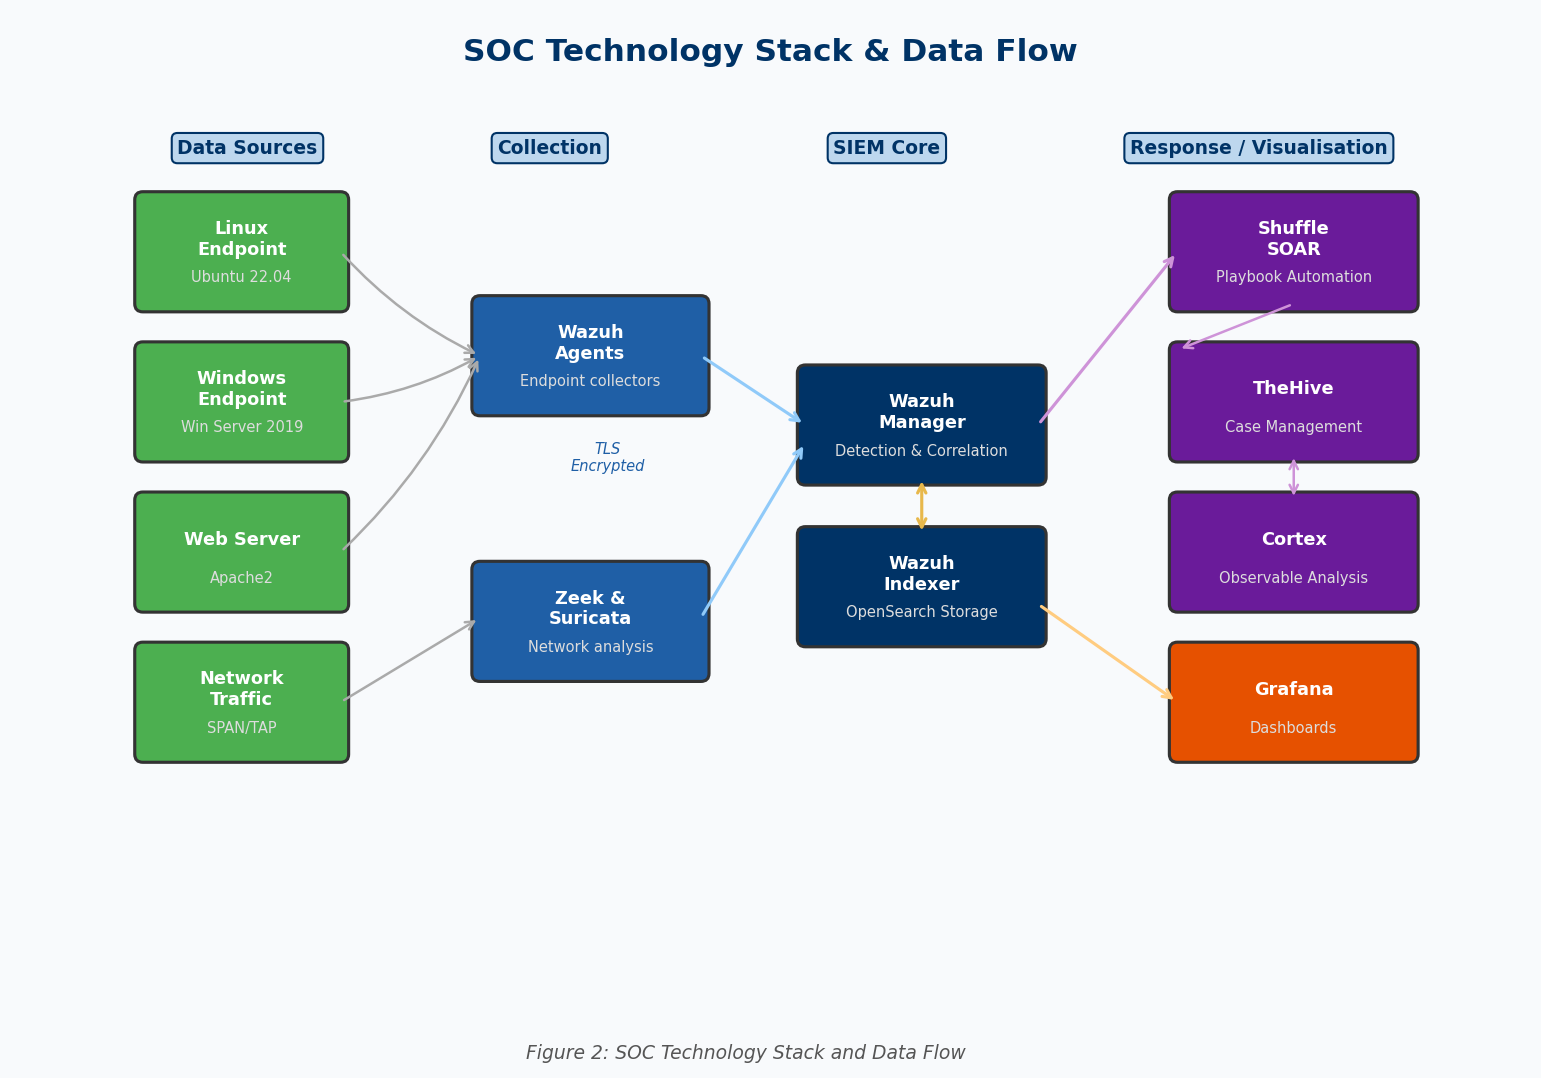 SOC Technology Stack & Data Flow
Data Sources
Collection
SIEM Core
Response / Visualisation
Linux
Endpoint
Ubuntu 22.04
Windows
Endpoint
Win Server 2019
Web Server
Apache2
Network
Traffic
SPAN/TAP
Wazuh
Agents
Endpoint collectors
TLS
Encrypted
Zeek &
Suricata
Network analysis
Wazuh
Manager
Detection & Correlation
Wazuh
Indexer
OpenSearch Storage
Shuffle
SOAR
Playbook Automation
TheHive
Case Management
Cortex
Observable Analysis
Grafana
Dashboards
Figure 2: SOC Technology Stack and Data Flow